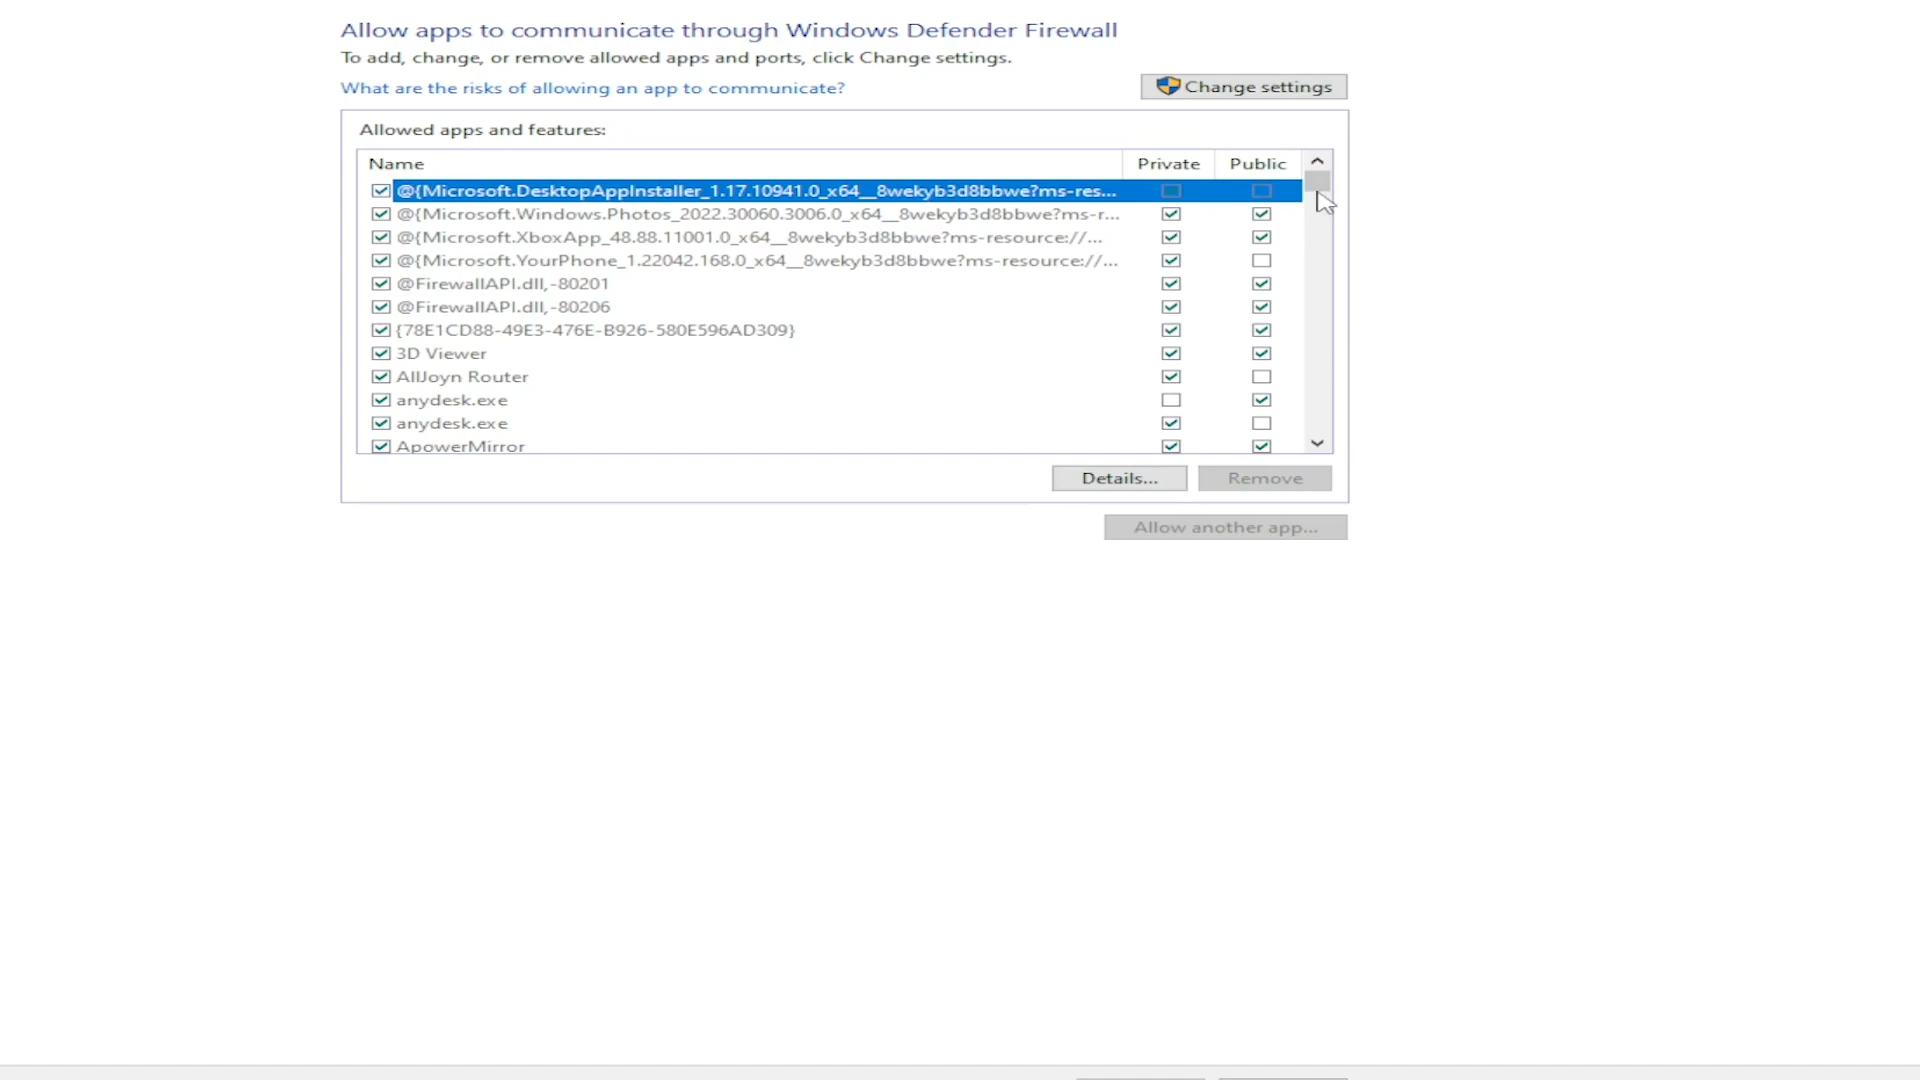 Allow apps to communicate through Windows Defender Firewall
To add, change, or remove allowed apps and ports, click Change settings.
What are the risks of allowing an app to communicate?
Change settings
Allowed apps and features:
Name Private Public
@{Microsoft.DesktopAppInstaller_1.17.10941.0_x64__8wekyb3d8bbwe?ms-res...
@{Microsoft.Windows.Photos_2022.30060.3006.0_x64__8wekyb3d8bbwe?ms-r...
@{Microsoft.XboxApp_48.88.11001.0_x64__8wekyb3d8bbwe?ms-resource://...
@{Microsoft.YourPhone_1.22042.168.0_x64__8wekyb3d8bbwe?ms-resource://...
@FirewallAPI.dll,-80201
@FirewallAPI.dll,-80206
{78E1CD88-49E3-476E-B926-580E596AD309}
3D Viewer
AllJoyn Router
anydesk.exe
anydesk.exe
ApowerMirror
Details... Remove
Allow another app...